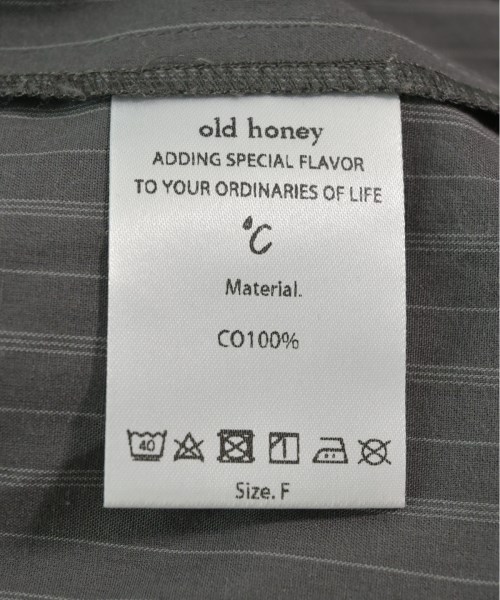 old honey
ADDING SPECIAL FLAVOR
TO YOUR ORDINARIES OF LIFE
°C
Material.
CO100%
40
Size. F